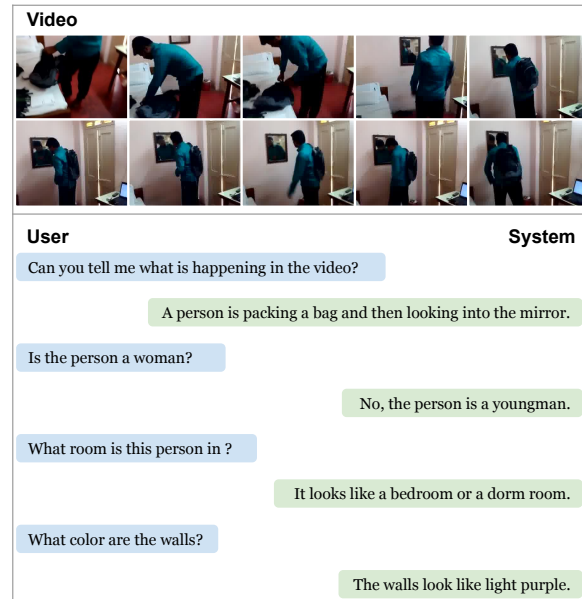 Video
User
System
Can you tell me what is happening in the video?
A person is packing a bag and then looking into the mirror.
Is the person a woman?
No, the person is a youngman.
What room is this person in ?
It looks like a bedroom or a dorm room.
What color are the walls?
The walls look like light purple.